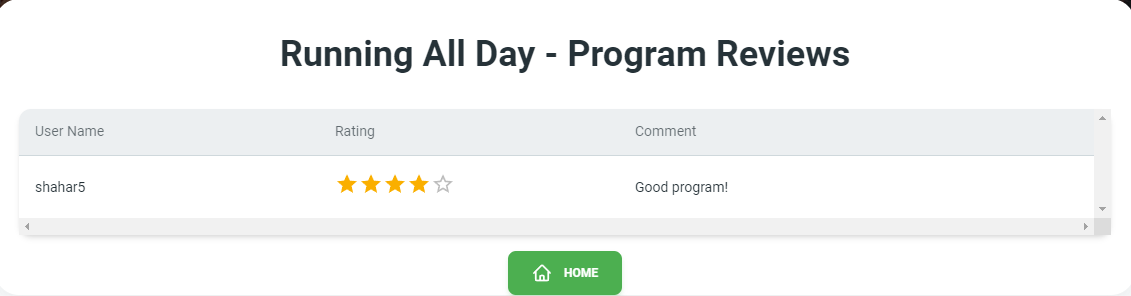 Running All Day - Program Reviews
User Name Rating Comment
shahar5 Good program!
HOME